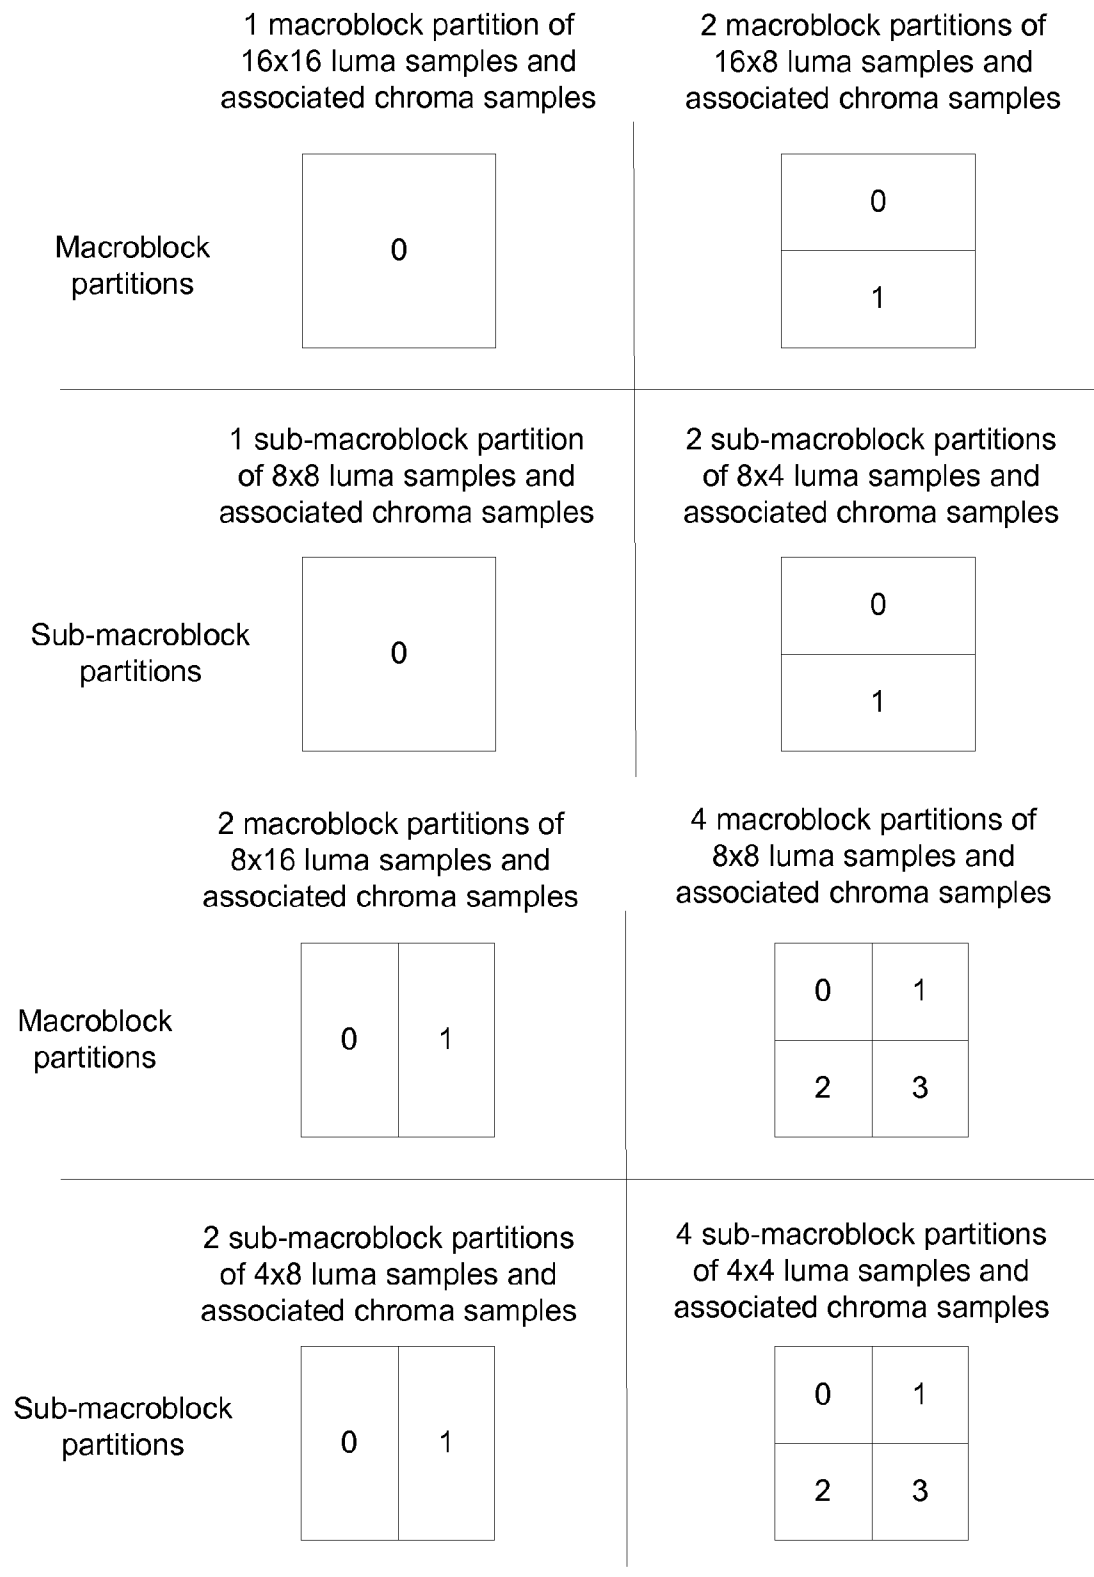 1 macroblock partition of
16x16 luma samples and
associated chroma samples
2 macroblock partitions of
16x8 luma samples and
associated chroma samples
Macroblock
partitions
0
0
1
1 sub-macroblock partition
of 8x8 luma samples and
associated chroma samples
2 sub-macroblock partitions
of 8x4 luma samples and
associated chroma samples
Sub-macroblock
partitions
0
0
1
2 macroblock partitions of
8x16 luma samples and
associated chroma samples
4 macroblock partitions of
8x8 luma samples and
associated chroma samples
Macroblock
partitions
0 1
0 1
2 3
2 sub-macroblock partitions
of 4x8 luma samples and
associated chroma samples
4 sub-macroblock partitions
of 4x4 luma samples and
associated chroma samples
Sub-macroblock
partitions
0 1
0 1
2 3